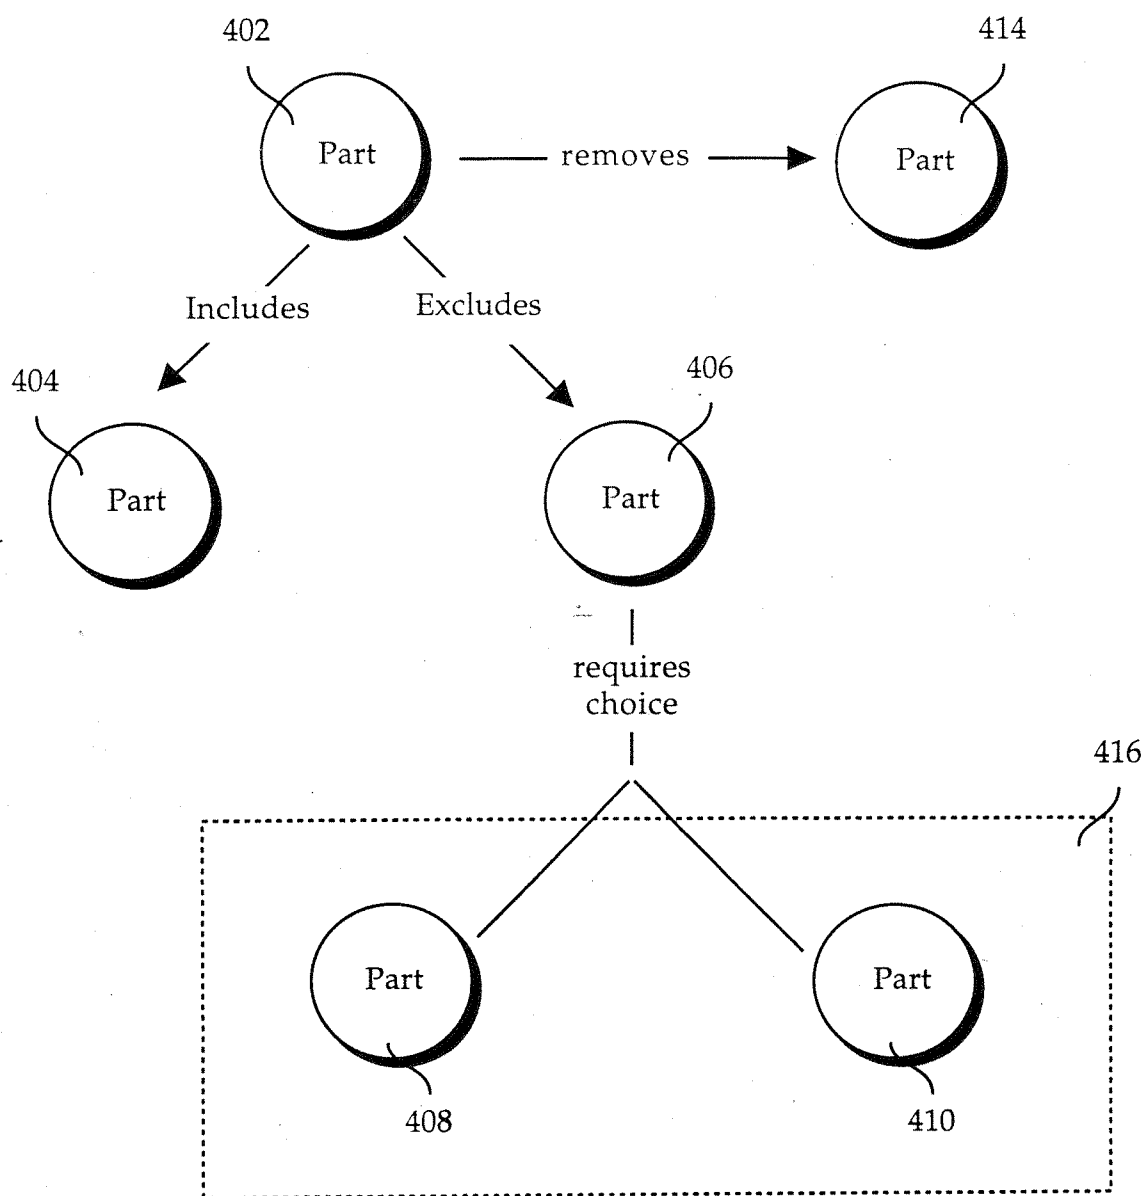 402
414
Part
removes
Part
Includes
Excludes
404
406
Part
Part
requires
choice
416
Part
Part
408
410